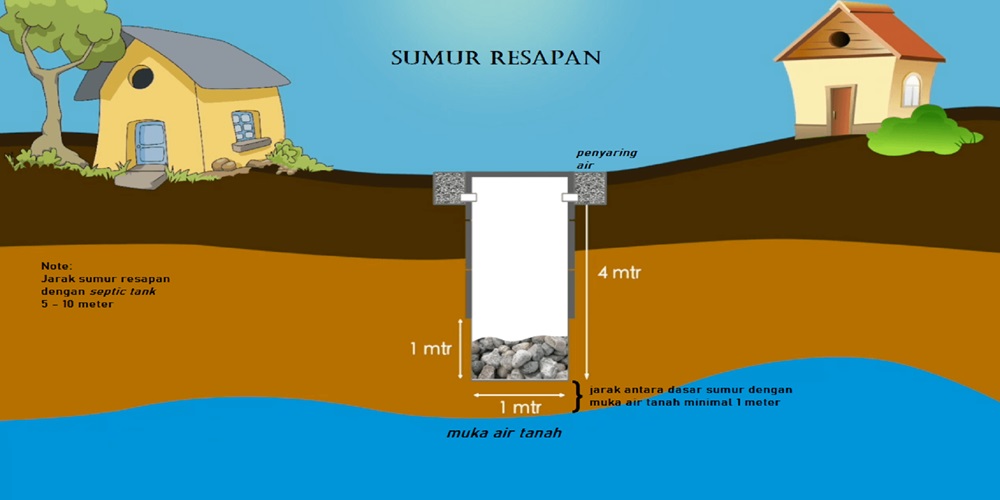 SUMUR RESAPAN
penyaring
air
Note:
Jarak sumur resapan
dengan septic tank
5 – 10 meter
4 mtr
1 mtr
1 mtr
jarak antara dasar sumur dengan
muka air tanah minimal 1 meter
muka air tanah